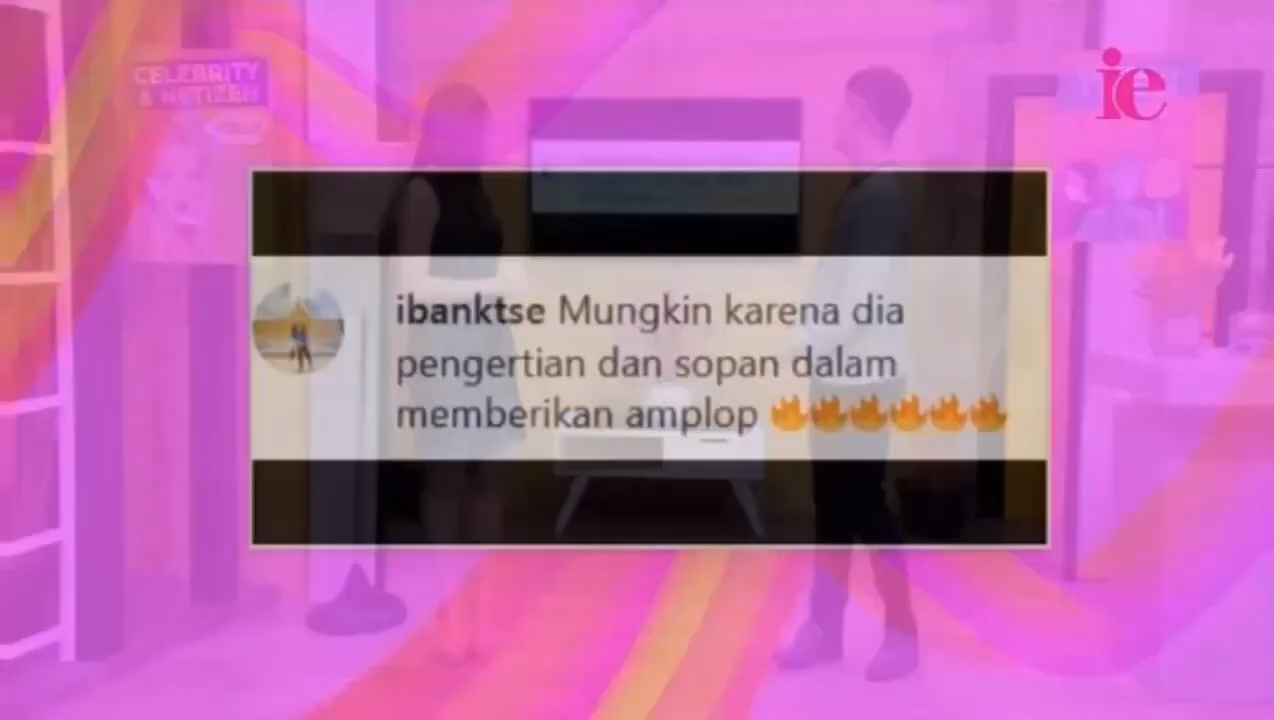 CELEBRITY
& NETIZEN
ie
ibanktse Mungkin karena dia
pengertian dan sopan dalam
memberikan amplop 🔥🔥🔥🔥🔥🔥